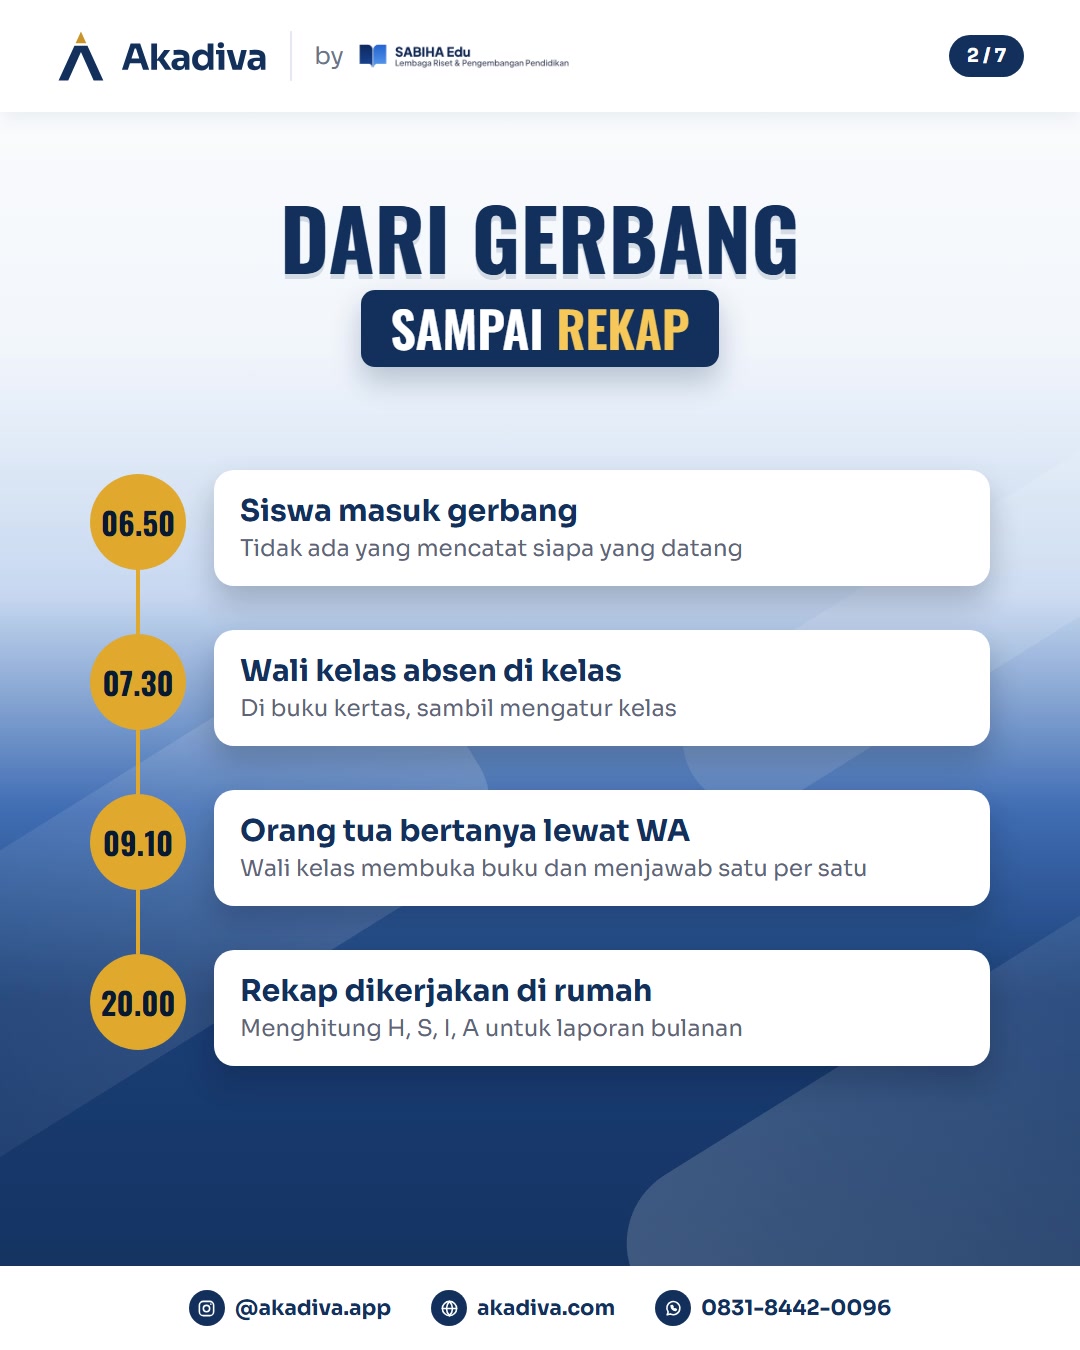 Akadiva
by
SABIHA Edu
Lembaga Riset & Pengembangan Pendidikan
2 / 7
DARI GERBANG
SAMPAI REKAP
06.50
Siswa masuk gerbang
Tidak ada yang mencatat siapa yang datang
07.30
Wali kelas absen di kelas
Di buku kertas, sambil mengatur kelas
09.10
Orang tua bertanya lewat WA
Wali kelas membuka buku dan menjawab satu per satu
20.00
Rekap dikerjakan di rumah
Menghitung H, S, I, A untuk laporan bulanan
@akadiva.app
akadiva.com
0831-8442-0096